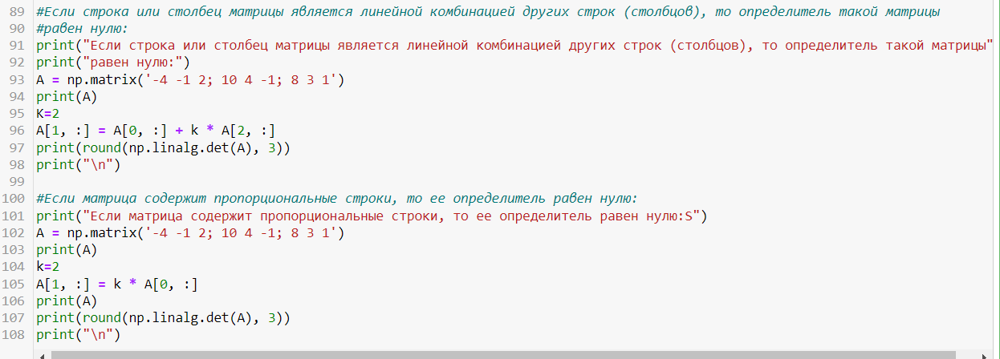 89 #Если строка или столбец матрицы является линейной комбинацией других строк (столбцов), то определитель такой матрицы
90 #равен нулю:
91 print("Если строка или столбец матрицы является линейной комбинацией других строк (столбцов), то определитель такой матрицы"
92 print("равен нулю:")
93 A = np.matrix('-4 -1 2; 10 4 -1; 8 3 1')
94 print(A)
95 K=2
96 A[1, :] = A[0, :] + k * A[2, :]
97 print(round(np.linalg.det(A), 3))
98 print("\n")
99
100 #Если матрица содержит пропорциональные строки, то ее определитель равен нулю:
101 print("Если матрица содержит пропорциональные строки, то ее определитель равен нулю:S")
102 A = np.matrix('-4 -1 2; 10 4 -1; 8 3 1')
103 print(A)
104 k=2
105 A[1, :] = k * A[0, :]
106 print(A)
107 print(round(np.linalg.det(A), 3))
108 print("\n")